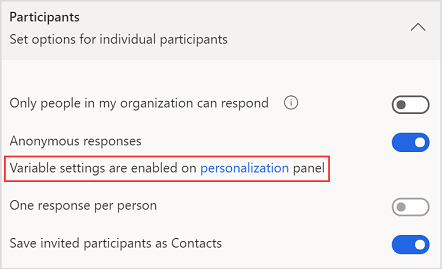 Participants
Set options for individual participants
Only people in my organization can respond
Anonymous responses
Variable settings are enabled on personalization panel
One response per person
Save invited participants as Contacts